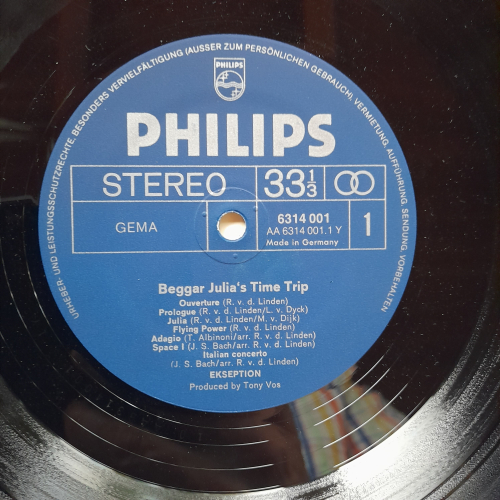 URHEBER- UND LEISTUNGSSCHUTZRECHTE, BESONDERS VERVIELFÄLTIGUNG (AUSSER ZUM PERSÖNLICHEN GEBRAUCH), VERMIETUNG, AUFFÜHRUNG, SENDUNG VORBEHALTEN
PHILIPS
PHILIPS
STEREO 33 1/3
GEMA
6314 001
AA 6314 001.1 Y
Made in Germany
1
Beggar Julia's Time Trip
Ouverture (R. v. d. Linden)
Prologue (R. v. d. Linden/L. v. Dyck)
Julia (R. v. d. Linden/M. v. Dijk)
Flying Power (R. v. d. Linden)
Adagio (T. Albinoni/arr. R. v. d. Linden)
Space I (J. S. Bach/arr. R. v. d. Linden)
Italian concerto
(J. S. Bach/arr. R. v. d. Linden)
EKSEPTION
Produced by Tony Vos